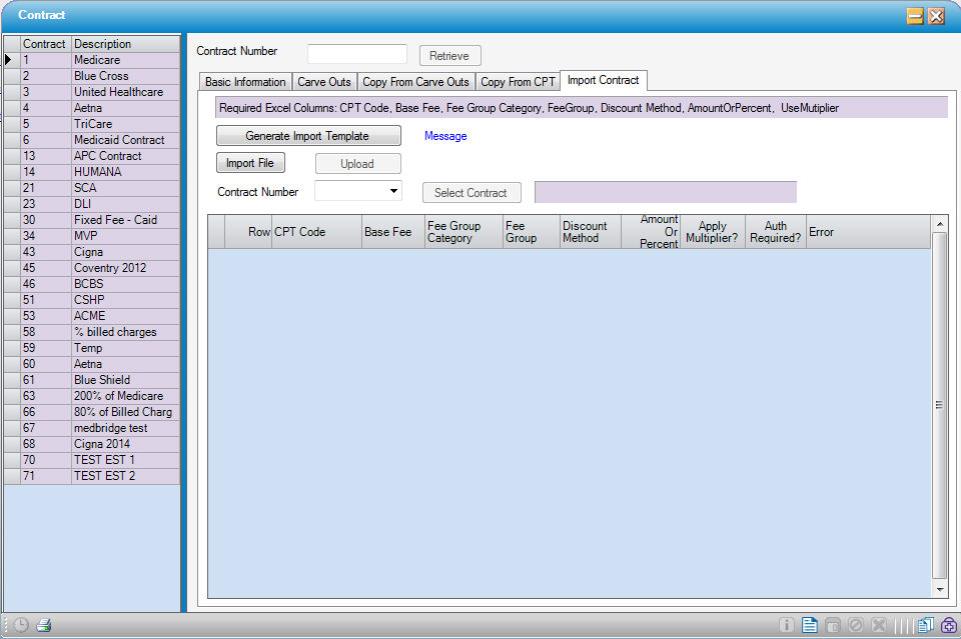 Contract
Contract Description
1 Medicare
2 Blue Cross
3 United Healthcare
4 Aetna
5 TriCare
6 Medicaid Contract
13 APC Contract
14 HUMANA
21 SCA
23 DLI
30 Fixed Fee - Caid
34 MVP
43 Cigna
45 Coventry 2012
46 BCBS
51 CSHP
53 ACME
58 % billed charges
59 Temp
60 Aetna
61 Blue Shield
63 200% of Medicare
66 80% of Billed Charg
67 medbridge test
68 Cigna 2014
70 TEST EST 1
71 TEST EST 2
Contract Number Retrieve
Basic Information Carve Outs Copy From Carve Outs Copy From CPT Import Contract
Required Excel Columns: CPT Code, Base Fee, Fee Group Category, FeeGroup, Discount Method, AmountOrPercent, UseMutiplier
Generate Import Template Message
Import File Upload
Contract Number Select Contract
Row CPT Code Base Fee Fee Group Category Fee Group Discount Method Amount Or Percent Apply Multiplier? Auth Required? Error